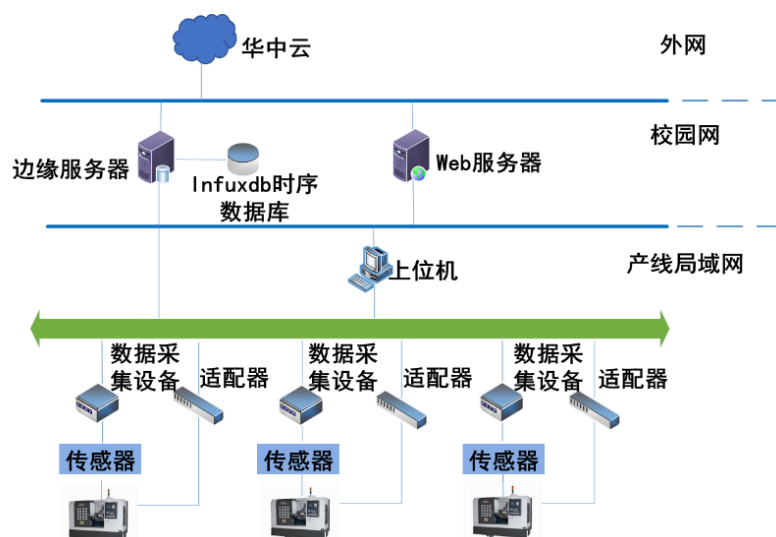 华中云
外网
校园网
边缘服务器
Infuxdb时序
数据库
Web服务器
上位机
产线局域网
数据采
集设备
适配器
数据采
集设备
适配器
数据采
集设备
适配器
传感器
传感器
传感器